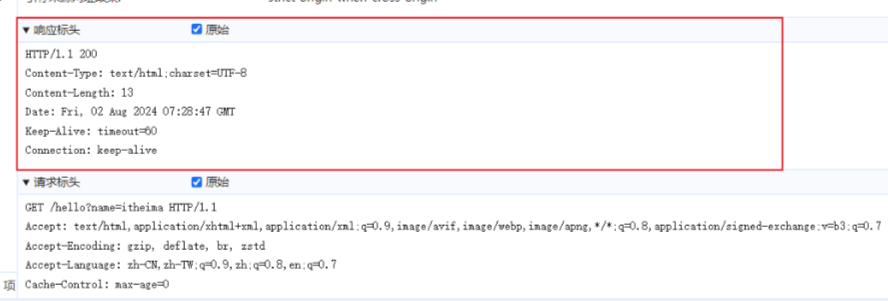 ▼ 响应标头 原始
HTTP/1.1 200
Content-Type: text/html;charset=UTF-8
Content-Length: 13
Date: Fri, 02 Aug 2024 07:28:47 GMT
Keep-Alive: timeout=60
Connection: keep-alive
▼ 请求标头 原始
GET /hello?name=itheima HTTP/1.1
Accept: text/html,application/xhtml+xml,application/xml;q=0.9,image/avif,image/webp,image/apng,*/*;q=0.8,application/signed-exchange;v=b3;q=0.7
Accept-Encoding: gzip, deflate, br, zstd
Accept-Language: zh-CN,zh-TW;q=0.9,zh;q=0.8,en;q=0.7
项 Cache-Control: max-age=0